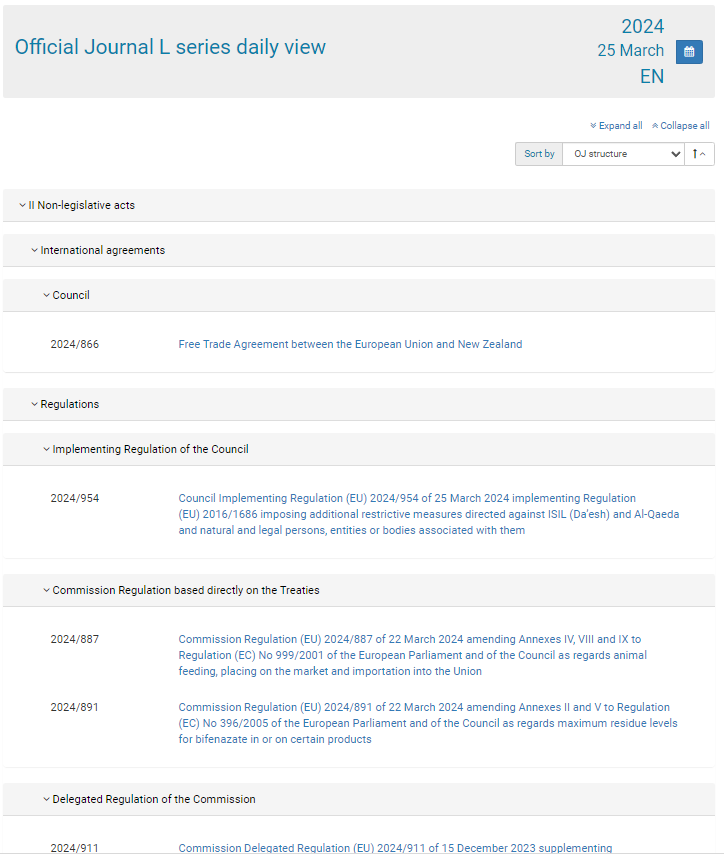 Official Journal L series daily view
2024
25 March
EN
Expand all Collapse all
Sort by OJ structure
II Non-legislative acts
International agreements
Council
2024/866 Free Trade Agreement between the European Union and New Zealand
Regulations
Implementing Regulation of the Council
2024/954 Council Implementing Regulation (EU) 2024/954 of 25 March 2024 implementing Regulation
(EU) 2016/1686 imposing additional restrictive measures directed against ISIL (Da'esh) and Al-Qaeda
and natural and legal persons, entities or bodies associated with them
Commission Regulation based directly on the Treaties
2024/887 Commission Regulation (EU) 2024/887 of 22 March 2024 amending Annexes IV, VIII and IX to
Regulation (EC) No 999/2001 of the European Parliament and of the Council as regards animal
feeding, placing on the market and importation into the Union
2024/891 Commission Regulation (EU) 2024/891 of 22 March 2024 amending Annexes II and V to Regulation
(EC) No 396/2005 of the European Parliament and of the Council as regards maximum residue levels
for bifenazate in or on certain products
Delegated Regulation of the Commission
2024/911 Commission Delegated Regulation (EU) 2024/911 of 15 December 2023 supplementing